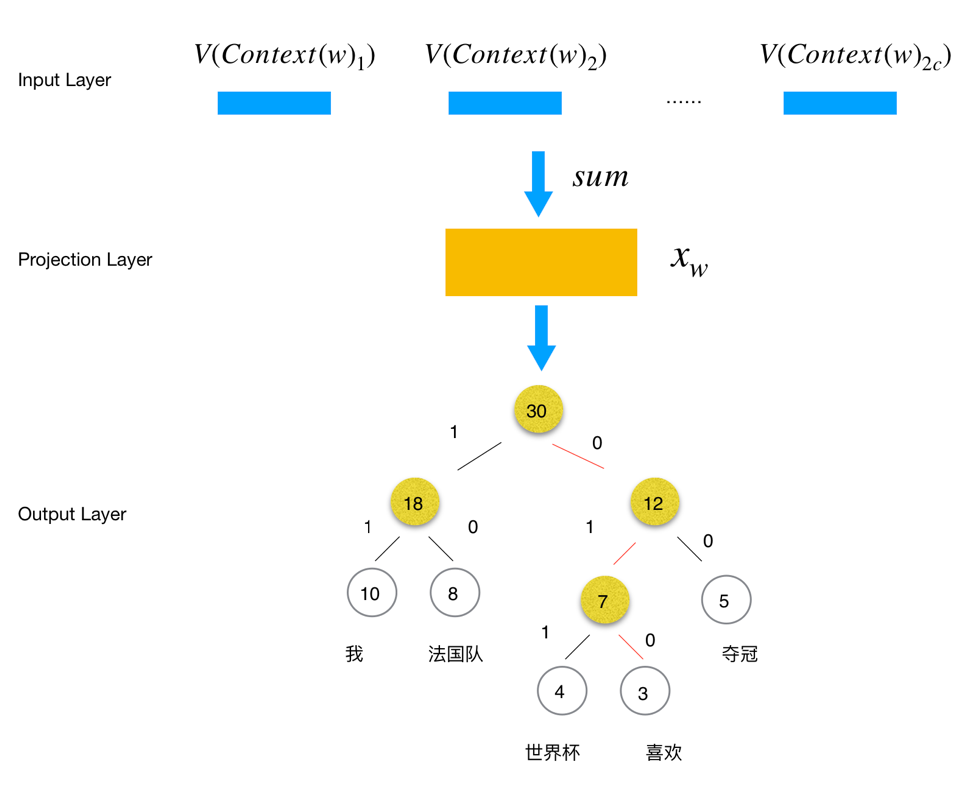 V(Context(w)₁) V(Context(w)₂) V(Context(w)₂c)
Input Layer
......
sum
Projection Layer
x_w
30
1 0
18 12
Output Layer
1 0 1 0
10 8 7 5
1 0
我 法国队 夺冠
4 3
世界杯 喜欢